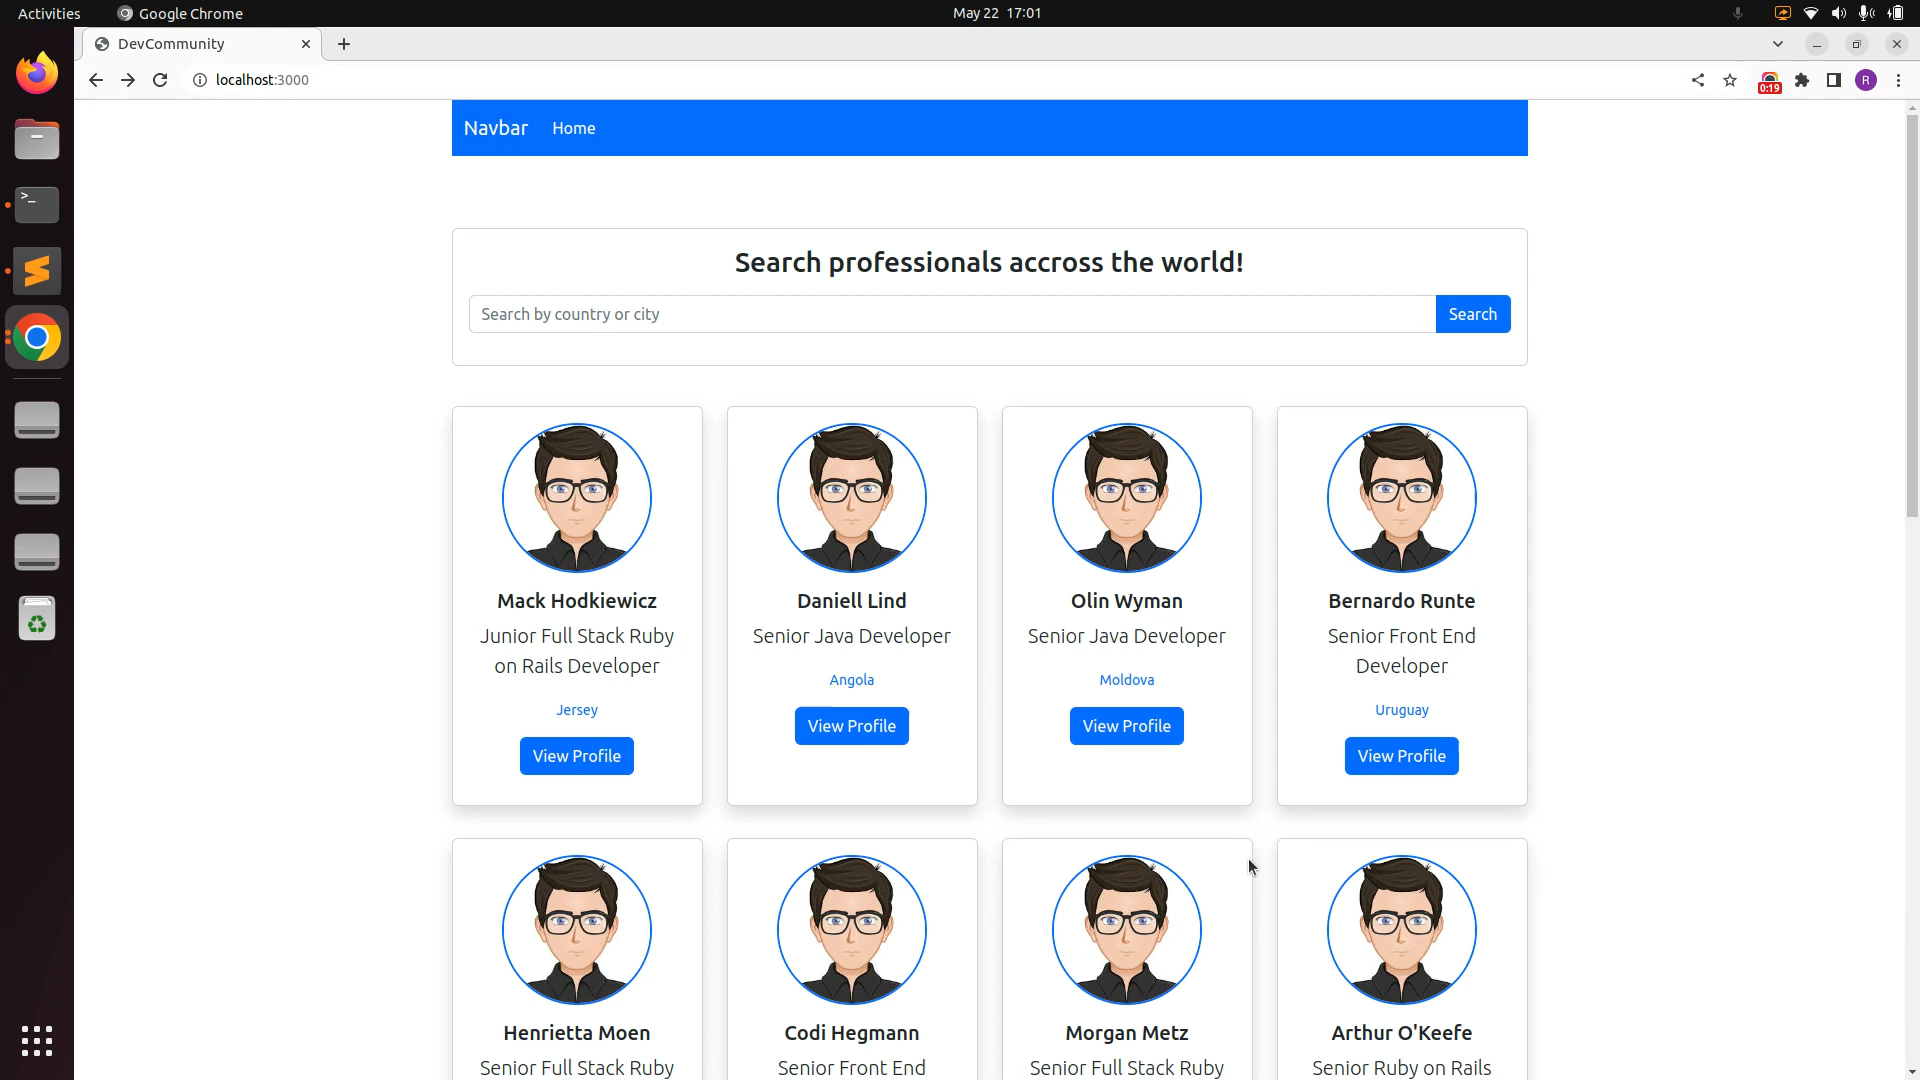 Activities
Google Chrome
May 22 17:01
DevCommunity
localhost:3000
0:19
R
Navbar
Home
Search professionals accross the world!
Search by country or city
Search
Mack Hodkiewicz
Junior Full Stack Ruby
on Rails Developer
Jersey
View Profile
Daniell Lind
Senior Java Developer
Angola
View Profile
Olin Wyman
Senior Java Developer
Moldova
View Profile
Bernardo Runte
Senior Front End
Developer
Uruguay
View Profile
Henrietta Moen
Senior Full Stack Ruby
Codi Hegmann
Senior Front End
Morgan Metz
Senior Full Stack Ruby
Arthur O'Keefe
Senior Ruby on Rails